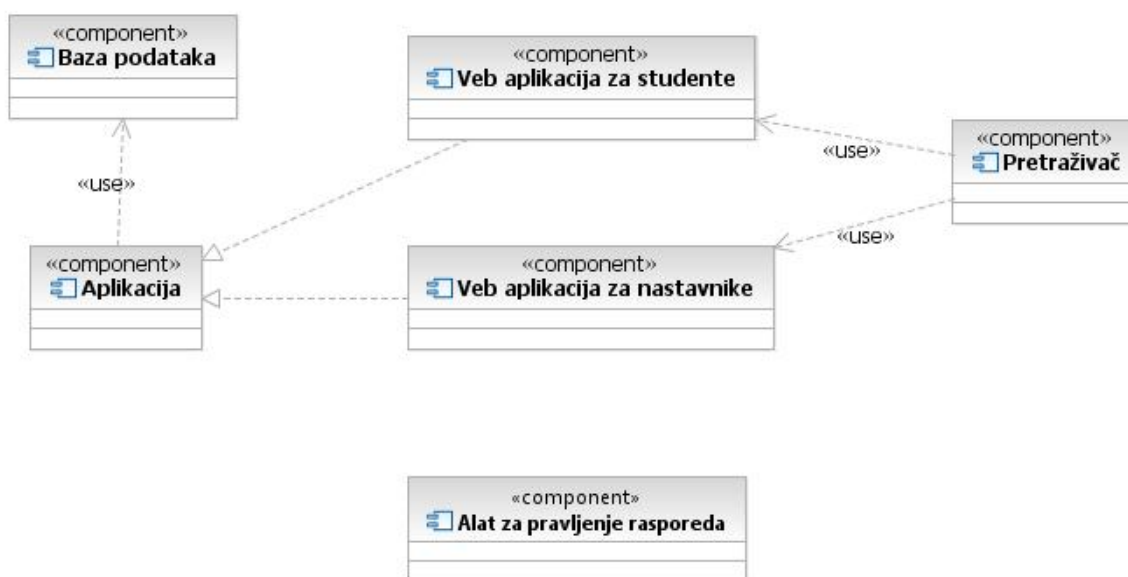 «component»
Baza podataka
«component»
Veb aplikacija za studente
«component»
Pretraživač
«use»
«use»
«use»
«component»
Aplikacija
«component»
Veb aplikacija za nastavnike
«component»
Alat za pravljenje rasporeda